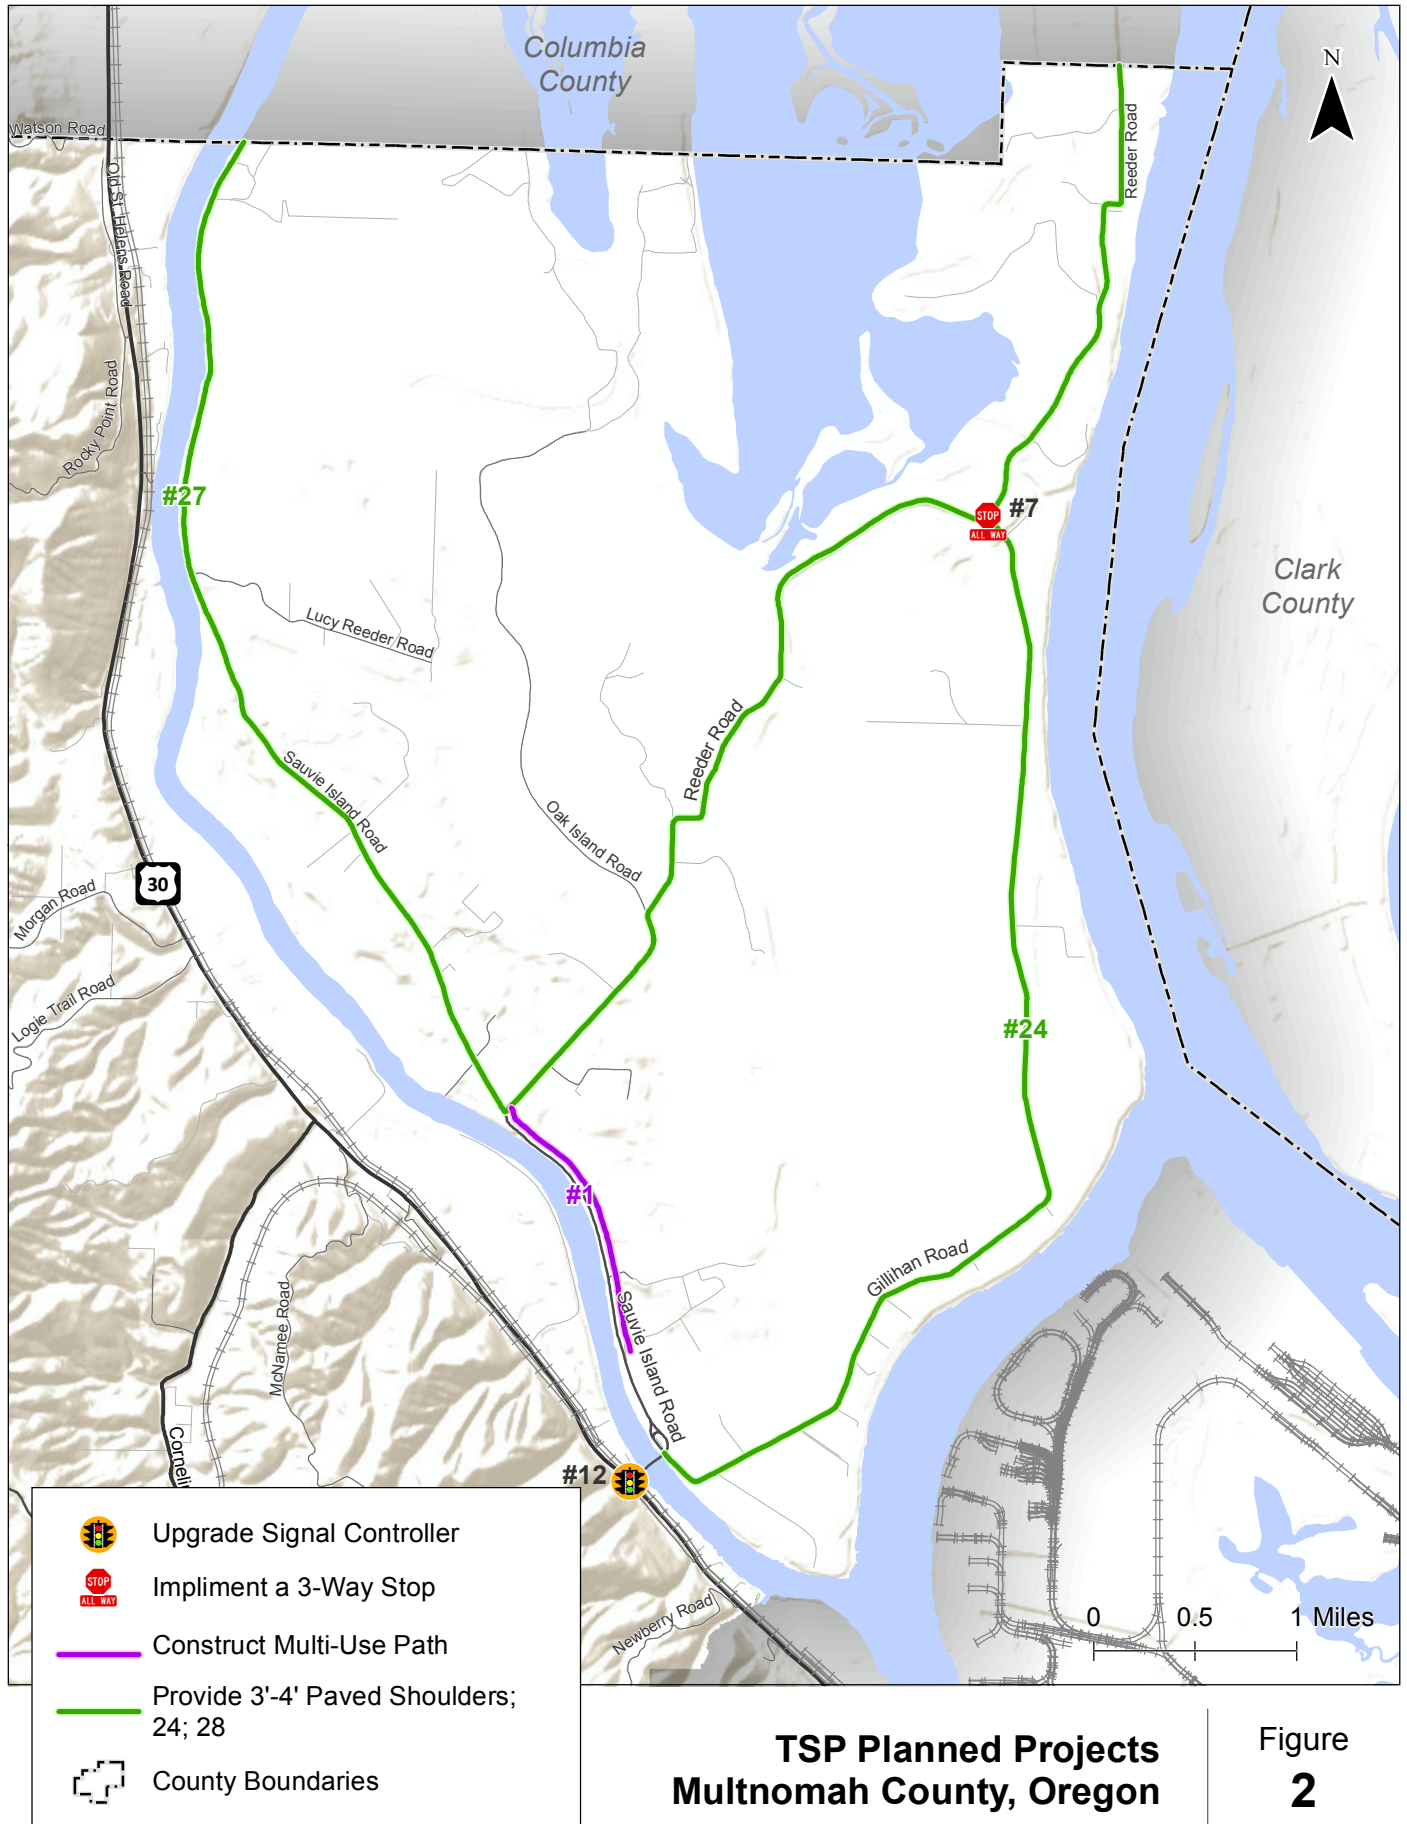 Columbia
County
N
Watson Road
Old St. Helens Road
Reeder Road
Rocky Point Road
#27
STOP
ALL WAY
#7
Clark
County
Lucy Reeder Road
Reeder Road
Sauvie Island Road
Oak Island Road
30
Morgan Road
Logie Trail Road
#24
#1
Gillihan Road
McNamee Road
Sauvie Island Road
Corneli
#12
Newberry Road
0 0.5 1 Miles
Upgrade Signal Controller
STOP
ALL WAY
Impliment a 3-Way Stop
Construct Multi-Use Path
Provide 3'-4' Paved Shoulders;
24; 28
County Boundaries
TSP Planned Projects
Multnomah County, Oregon
Figure
2